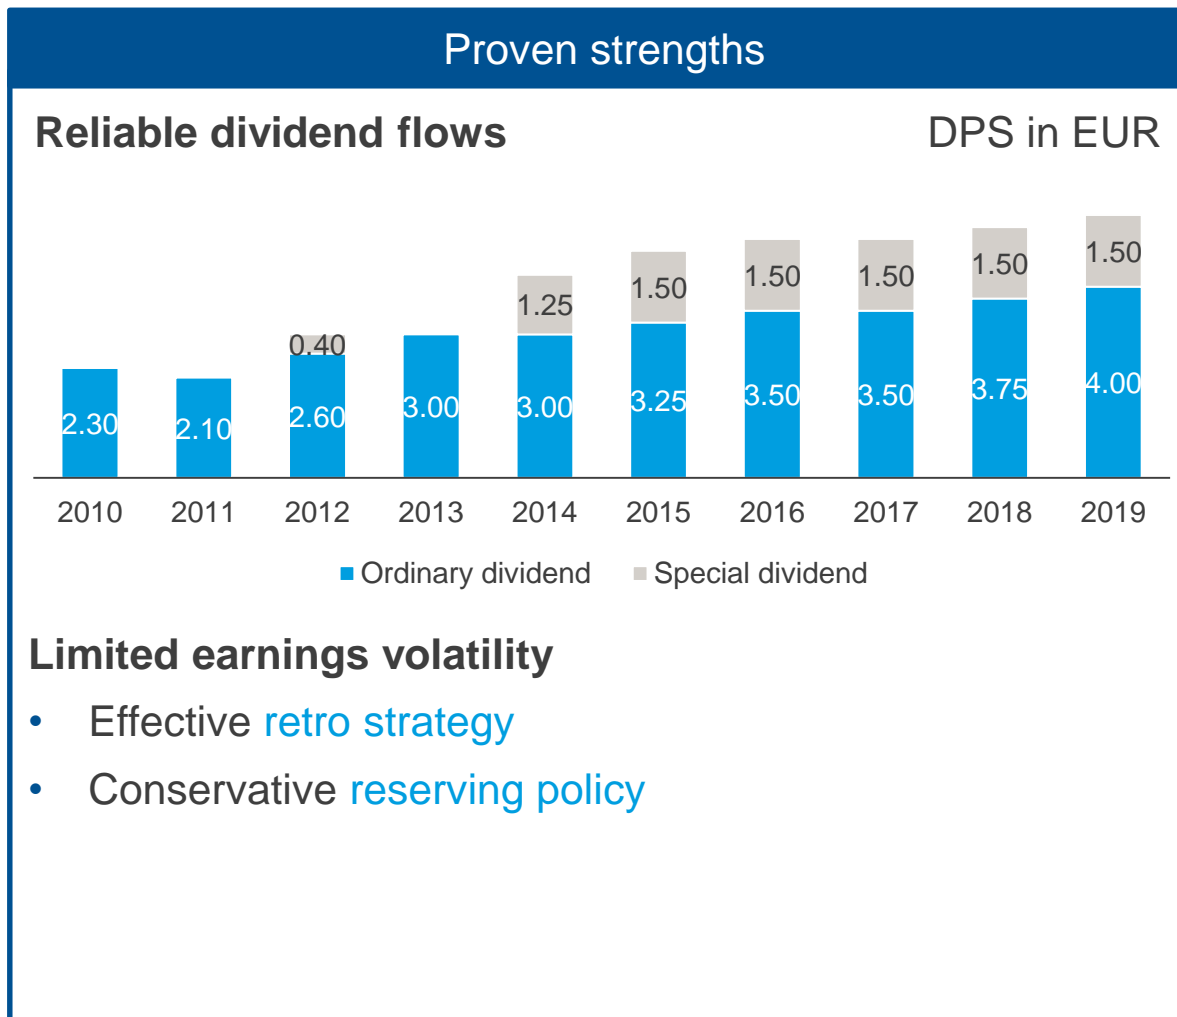 Proven strengths
Reliable dividend flows DPS in EUR
1.25 1.50 1.50 1.50 1.50 1.50
0.40
2.30 2.10 2.60 3.00 3.00 3.25 3.50 3.50 3.75 4.00
2010 2011 2012 2013 2014 2015 2016 2017 2018 2019
Ordinary dividend Special dividend
Limited earnings volatility
• Effective retro strategy
• Conservative reserving policy